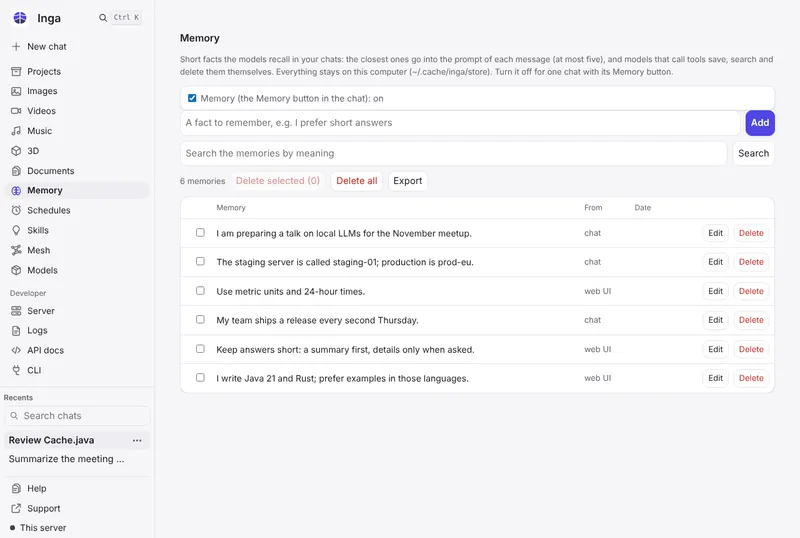 Inga
Ctrl K
New chat
Projects
Images
Videos
Music
3D
Documents
Memory
Schedules
Skills
Mesh
Models
Developer
Server
Logs
API docs
CLI
Recents
Search chats
Review Cache.java ...
Summarize the meeting ...
Help
Support
This server
Memory
Short facts the models recall in your chats: the closest ones go into the prompt of each message (at most five), and models that call tools save, search and
delete them themselves. Everything stays on this computer (~/.cache/inga/store). Turn it off for one chat with its Memory button.
Memory (the Memory button in the chat): on
A fact to remember, e.g. I prefer short answers Add
Search the memories by meaning Search
6 memories Delete selected (0) Delete all Export
Memory From Date
I am preparing a talk on local LLMs for the November meetup. chat Edit Delete
The staging server is called staging-01; production is prod-eu. chat Edit Delete
Use metric units and 24-hour times. web UI Edit Delete
My team ships a release every second Thursday. chat Edit Delete
Keep answers short: a summary first, details only when asked. web UI Edit Delete
I write Java 21 and Rust; prefer examples in those languages. web UI Edit Delete